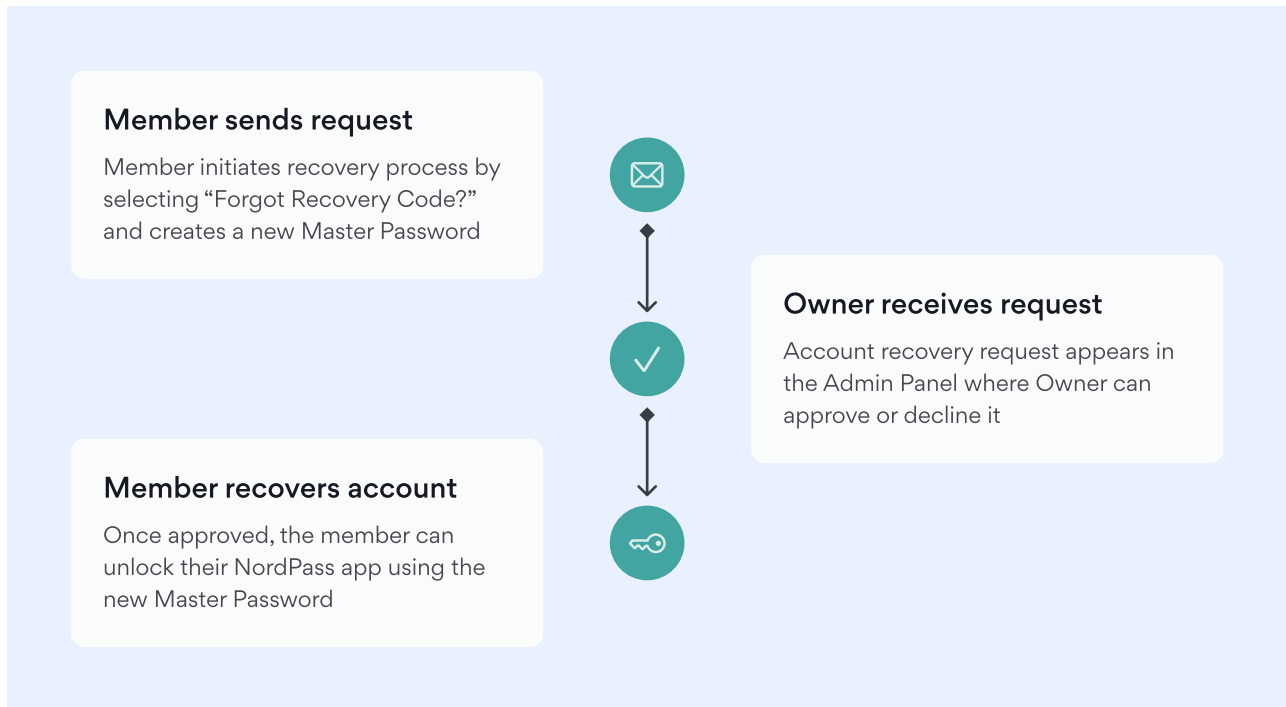 Member sends request
Member initiates recovery process by
selecting “Forgot Recovery Code?”
and creates a new Master Password
Owner receives request
Account recovery request appears in
the Admin Panel where Owner can
approve or decline it
Member recovers account
Once approved, the member can
unlock their NordPass app using the
new Master Password